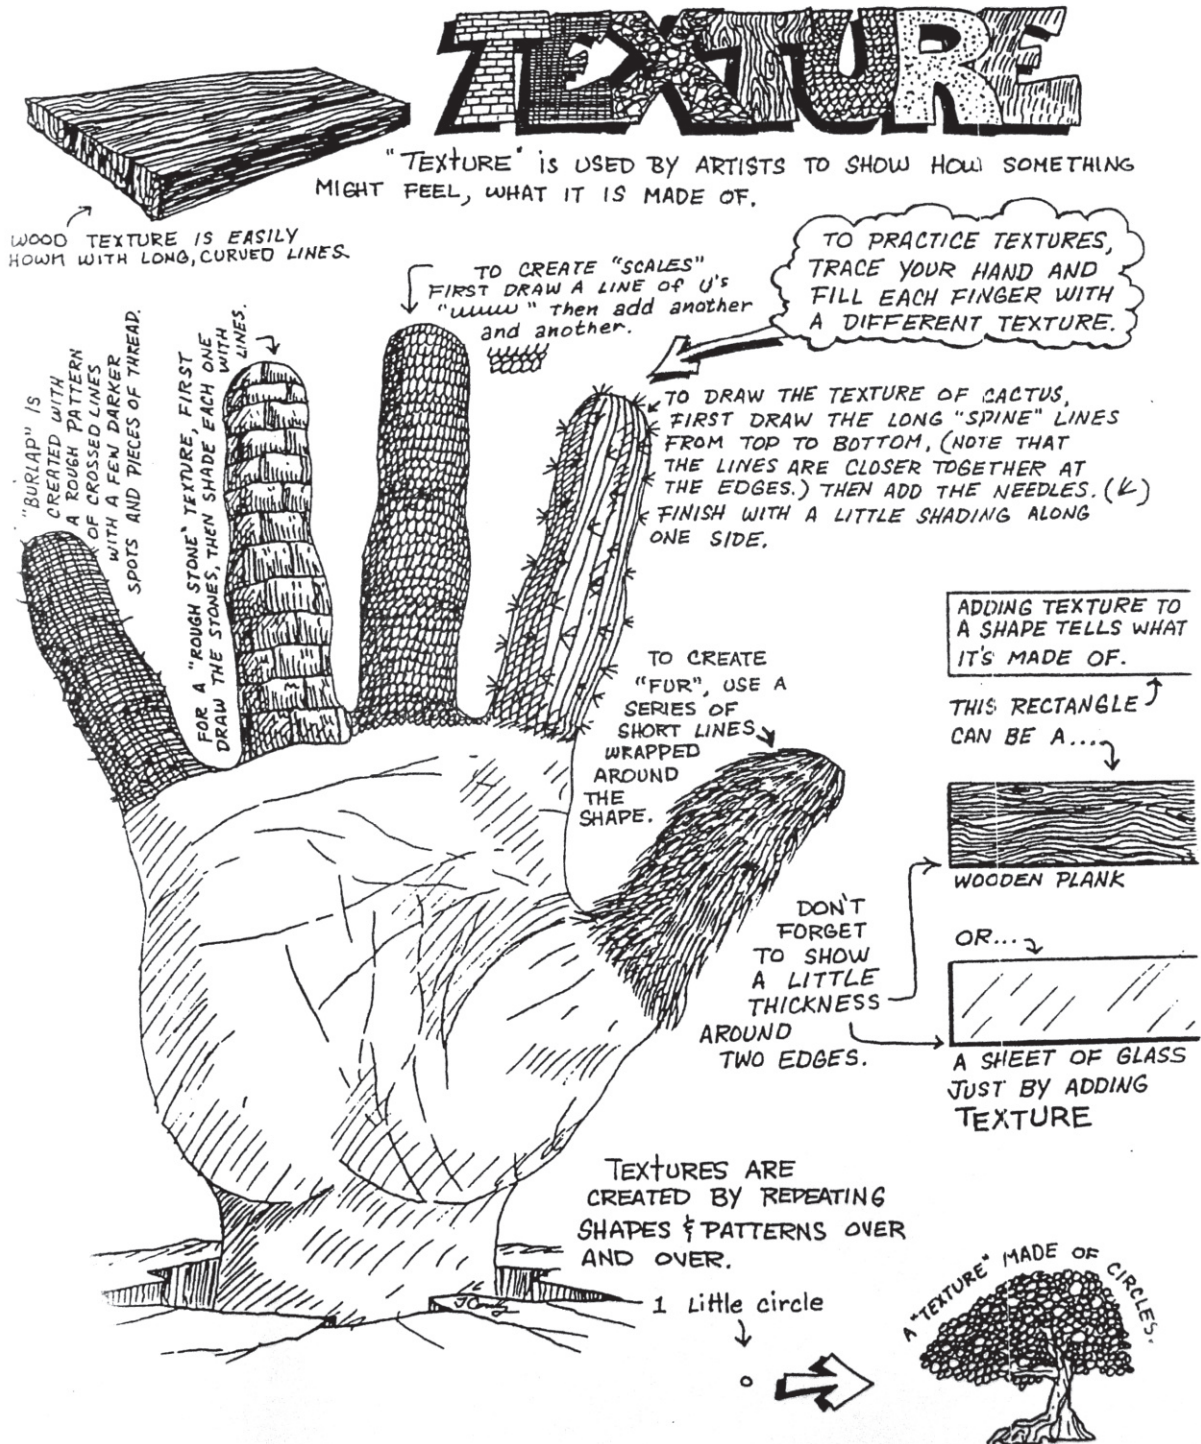 TEXTURE
"TEXTURE" IS USED BY ARTISTS TO SHOW HOW SOMETHING
MIGHT FEEL, WHAT IT IS MADE OF.
WOOD TEXTURE IS EASILY
HOWN WITH LONG, CURVED LINES.
TO PRACTICE TEXTURES,
TRACE YOUR HAND AND
FILL EACH FINGER WITH
A DIFFERENT TEXTURE.
TO CREATE "SCALES"
FIRST DRAW A LINE OF U's
"uuuuu" Then add another
and another.
"BURLAP" IS
CREATED WITH
A ROUGH PATTERN
OF CROSSED LINES
WITH A FEW DARKER
SPOTS AND PIECES OF THREAD.
FOR A "ROUGH STONE" TEXTURE, FIRST
DRAW THE STONES, THEN SHADE EACH ONE
WITH
LINES.
TO DRAW THE TEXTURE OF CACTUS,
FIRST DRAW THE LONG "SPINE" LINES
FROM TOP TO BOTTOM, (NOTE THAT
THE LINES ARE CLOSER TOGETHER AT
THE EDGES.) THEN ADD THE NEEDLES. ( )
FINISH WITH A LITTLE SHADING ALONG
ONE SIDE.
TO CREATE
"FUR", USE A
SERIES OF
SHORT LINES
WRAPPED
AROUND
THE
SHAPE.
ADDING TEXTURE TO
A SHAPE TELLS WHAT
IT'S MADE OF.
THIS RECTANGLE
CAN BE A....
WOODEN PLANK
OR....
A SHEET OF GLASS
JUST BY ADDING
TEXTURE
DON'T
FORGET
TO SHOW
A LITTLE
THICKNESS
AROUND
TWO EDGES.
TEXTURES ARE
CREATED BY REPEATING
SHAPES & PATTERNS OVER
AND OVER.
1 Little circle
A "TEXTURE" MADE OF CIRCLES.